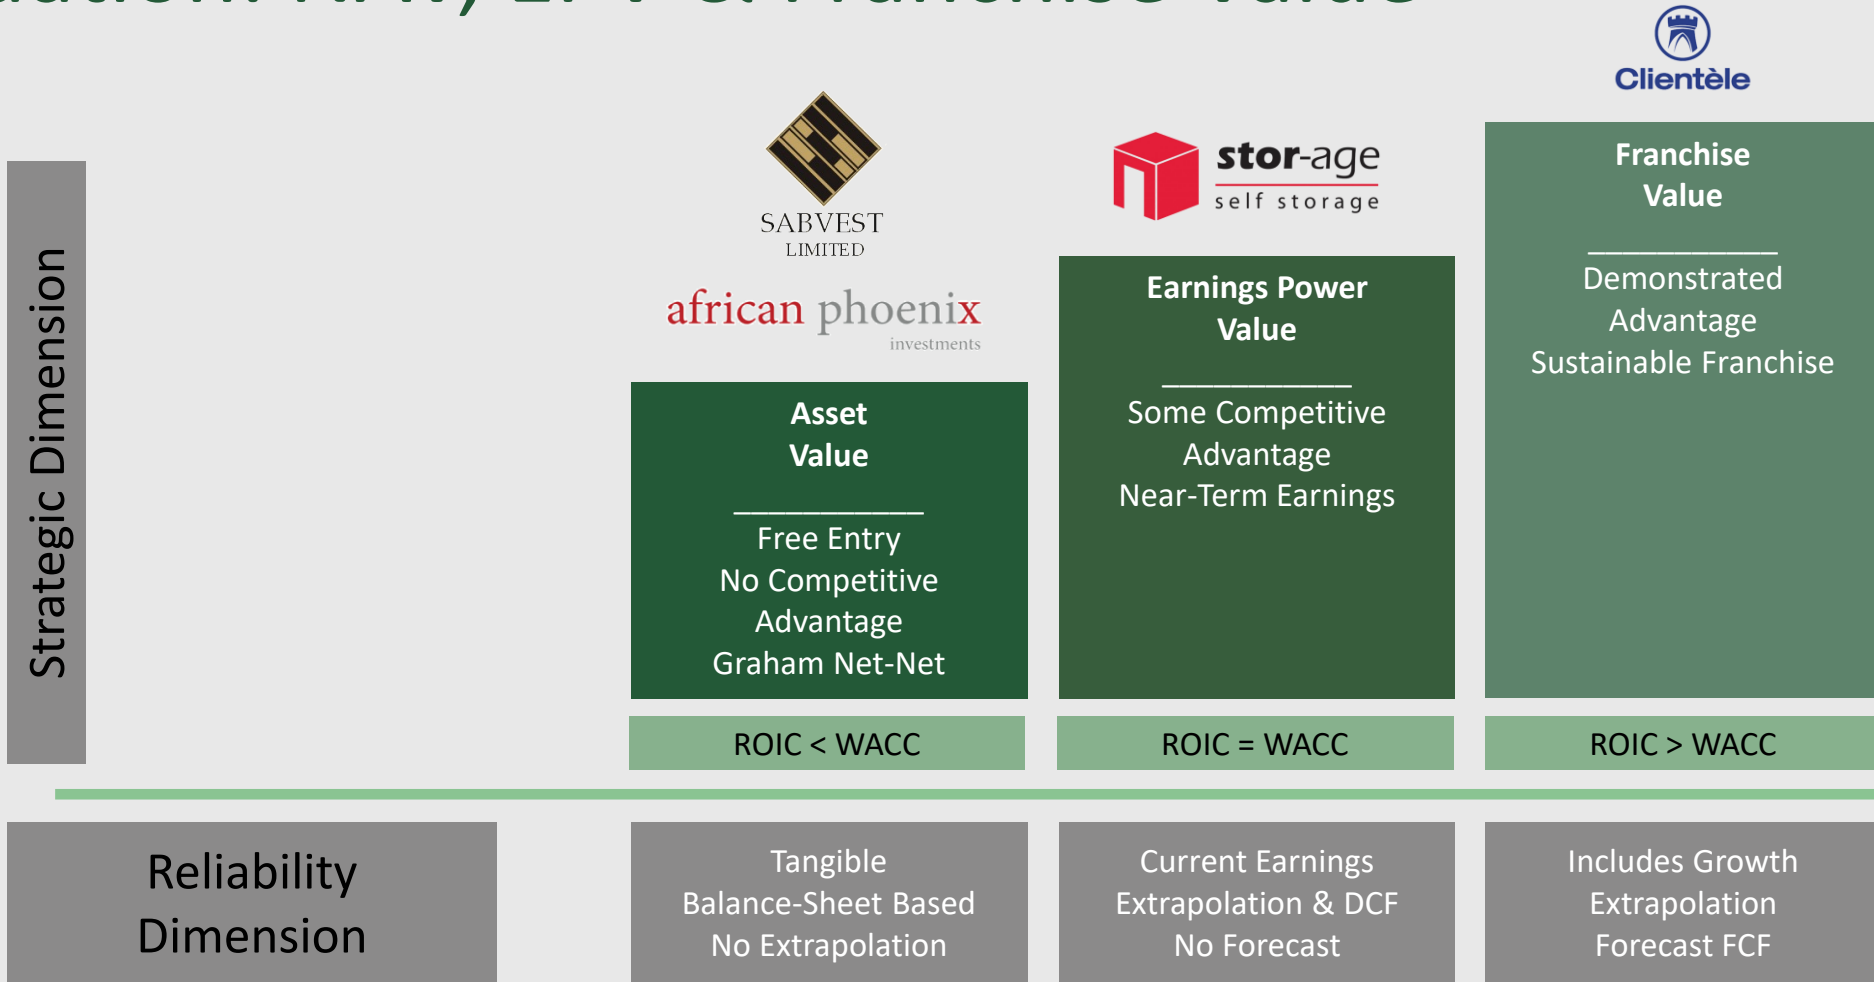 & Franchise Value
Clientèle
SABVEST
LIMITED
stor-age
self storage
african phoenix
investments
Strategic Dimension
Asset
Value
Free Entry
No Competitive
Advantage
Graham Net-Net
ROIC < WACC
Earnings Power
Value
Some Competitive
Advantage
Near-Term Earnings
ROIC = WACC
Franchise
Value
Demonstrated
Advantage
Sustainable Franchise
ROIC > WACC
Reliability
Dimension
Tangible
Balance-Sheet Based
No Extrapolation
Current Earnings
Extrapolation & DCF
No Forecast
Includes Growth
Extrapolation
Forecast FCF